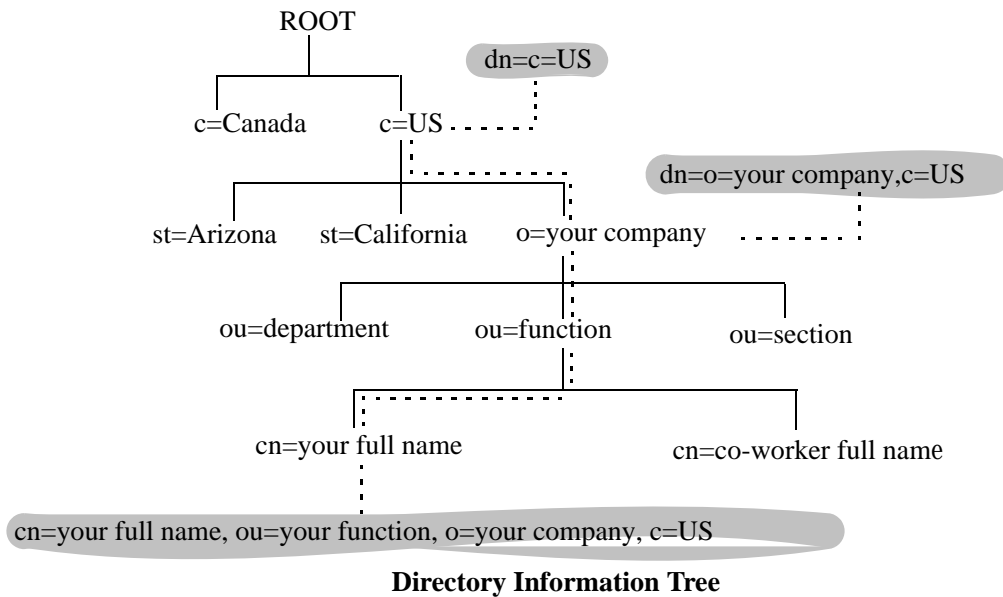 ROOT
dn=c=US
c=Canada
c=US
dn=o=your company,c=US
st=Arizona
st=California
o=your company
ou=department
ou=function
ou=section
cn=your full name
cn=co-worker full name
cn=your full name, ou=your function, o=your company, c=US
Directory Information Tree